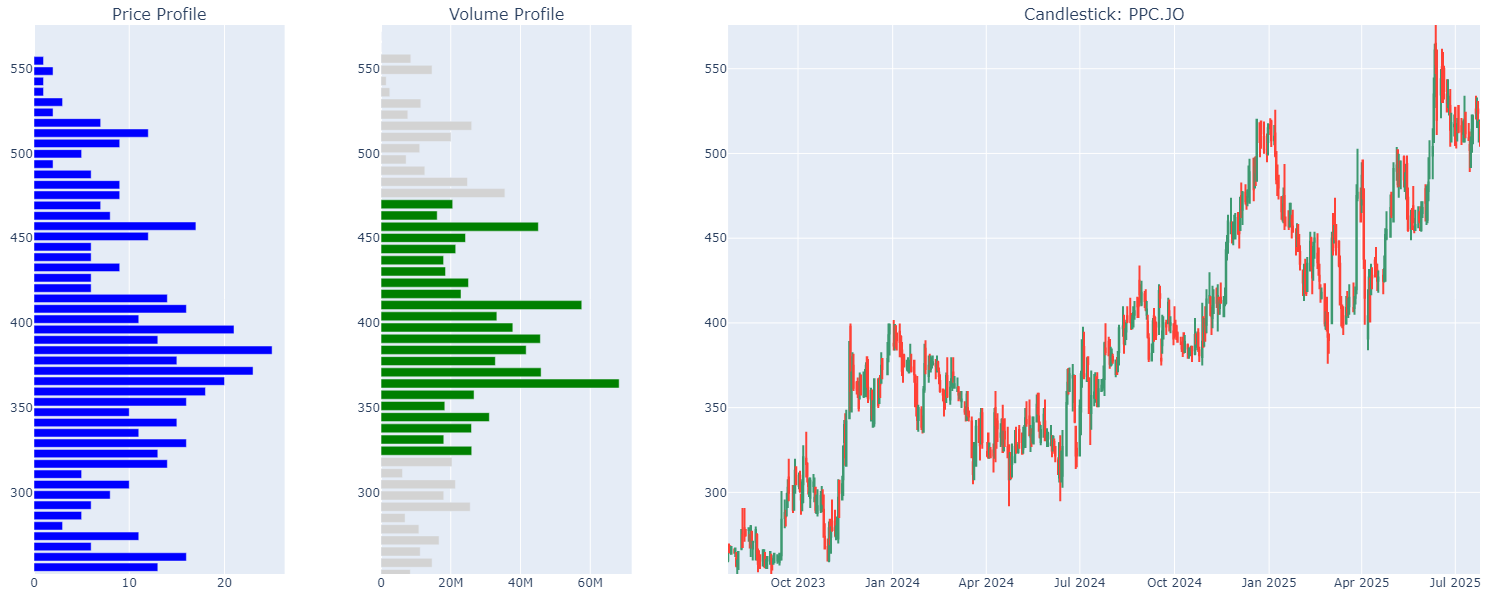 Price Profile
Volume Profile
Candlestick: PPC.JO
550
500
450
400
350
300
0
10
20
550
500
450
400
350
300
0
20M
40M
60M
550
500
450
400
350
300
Oct 2023
Jan 2024
Apr 2024
Jul 2024
Oct 2024
Jan 2025
Apr 2025
Jul 2025